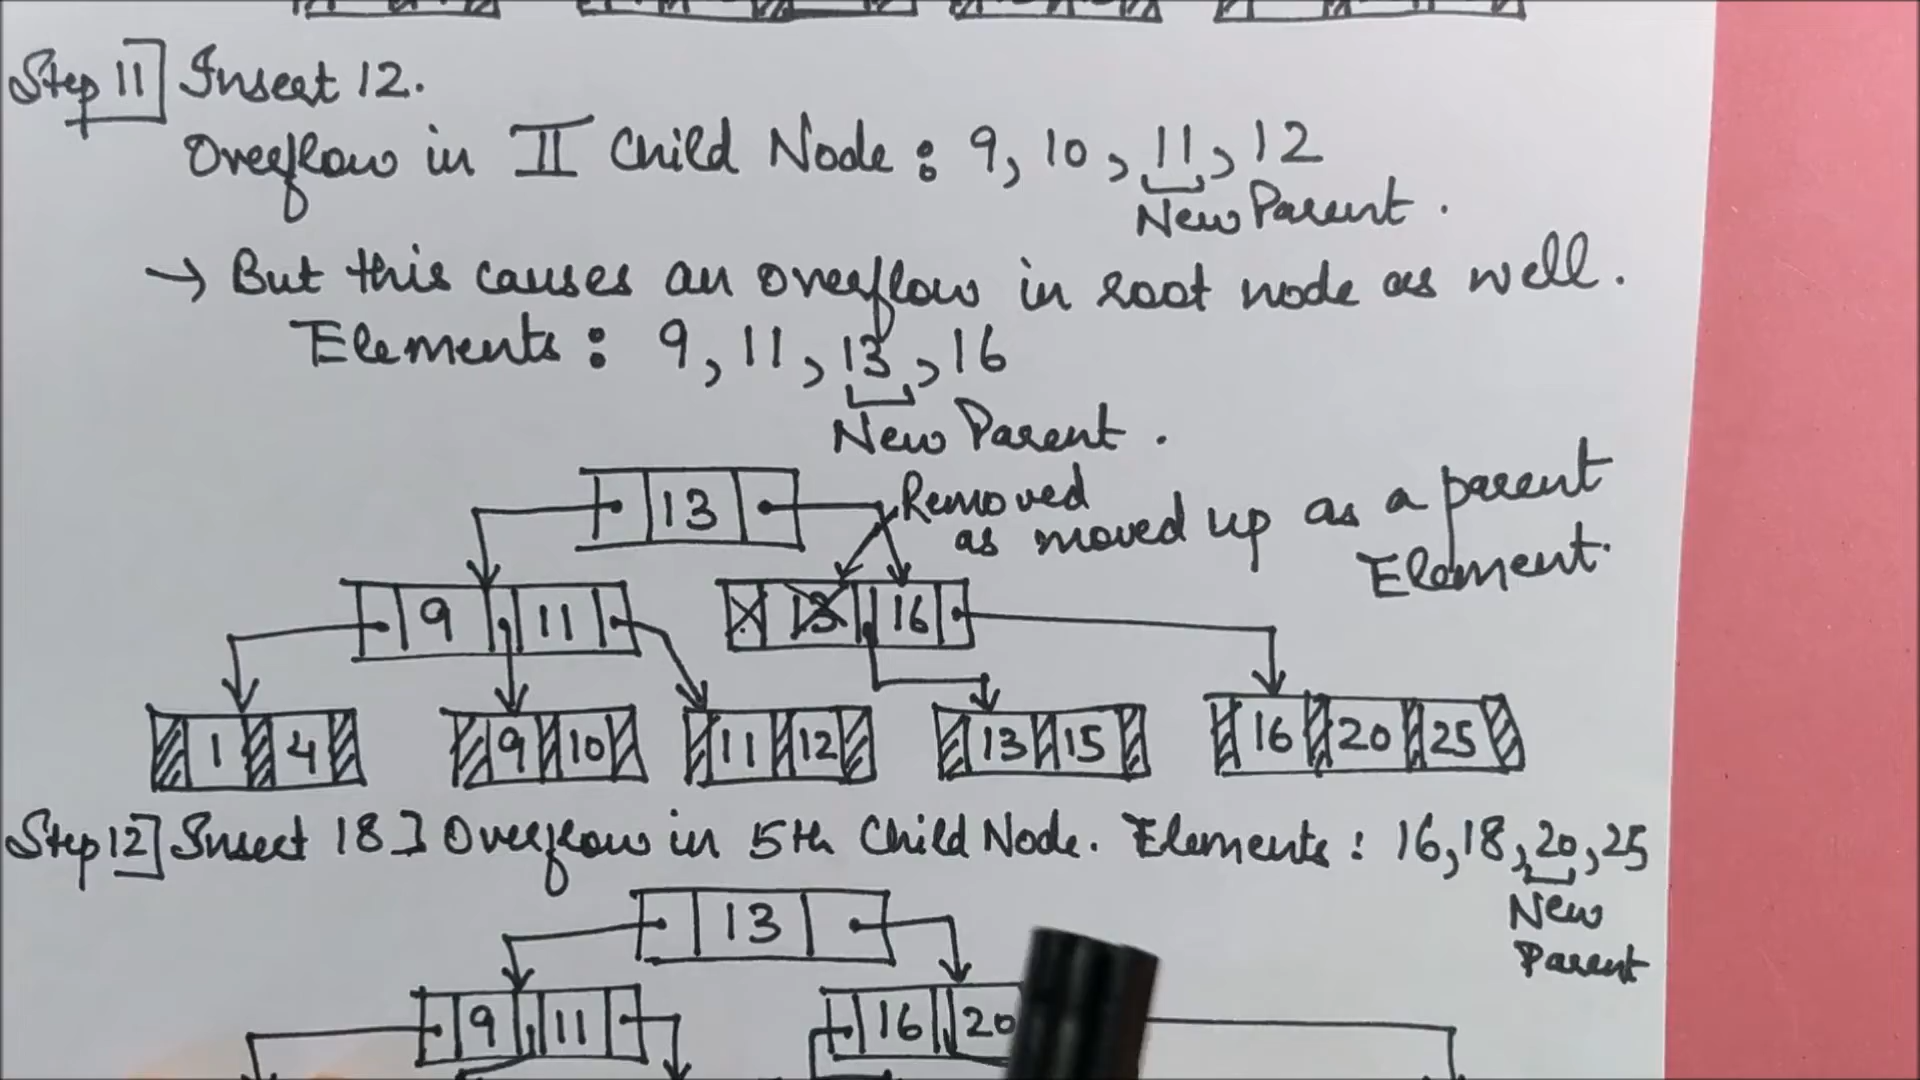 Step 11] Insert 12.
Overflow in II Child Node : 9, 10, 11, 12
New Parent.
→ But this causes an overflow in root node as well.
Elements : 9, 11, 13, 16
New Parent.
13
Removed
as moved up as a parent
Element.
9 11 13 16
1 4 9 10 11 12 13 15 16 20 25
Step 12] Insert 18] Overflow in 5th Child Node. Elements : 16, 18, 20, 25
New
Parent
13
9 11 16 20